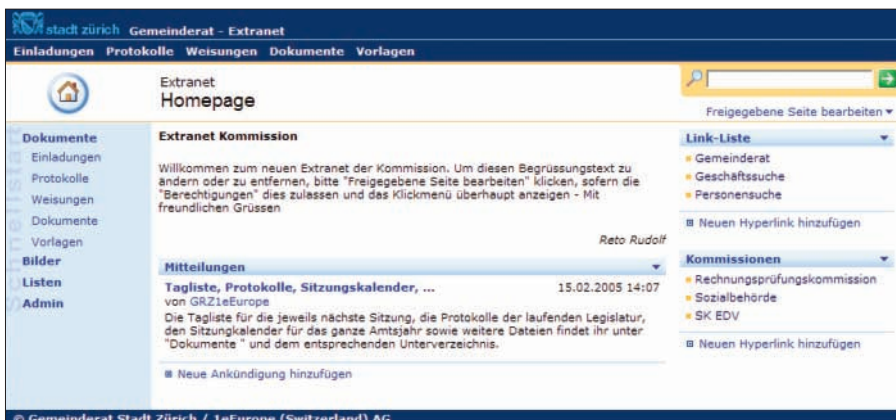 stadt zürich Gemeinderat - Extranet
Einladungen Protokolle Weisungen Dokumente Vorlagen
Extranet
Homepage
Freigegebene Seite bearbeiten
Dokumente
Einladungen
Protokolle
Weisungen
Dokumente
Vorlagen
Bilder
Listen
Admin
Extranet Kommission
Willkommen zum neuen Extranet der Kommission. Um diesen Begrüssungstext zu
ändern oder zu entfernen, bitte "Freigegebene Seite bearbeiten" klicken, sofern die
"Berechtigungen" dies zulassen und das Klickmenü überhaupt anzeigen - Mit
freundlichen Grüssen
Reto Rudolf
Mitteilungen
Tagliste, Protokolle, Sitzungskalender, ... 15.02.2005 14:07
von GRZ1eEurope
Die Tagliste für die jeweils nächste Sitzung, die Protokolle der laufenden Legislatur,
den Sitzungkalender für das ganze Amtsjahr sowie weitere Dateien findet ihr unter
"Dokumente " und dem entsprechenden Unterverzeichnis.
Neue Ankündigung hinzufügen
Link-Liste
Gemeinderat
Geschäftssuche
Personensuche
Neuen Hyperlink hinzufügen
Kommissionen
Rechnungsprüfungskommission
Sozialbehörde
SK EDV
Neuen Hyperlink hinzufügen
© Gemeinderat Stadt Zürich / 1eEurope (Switzerland) AG